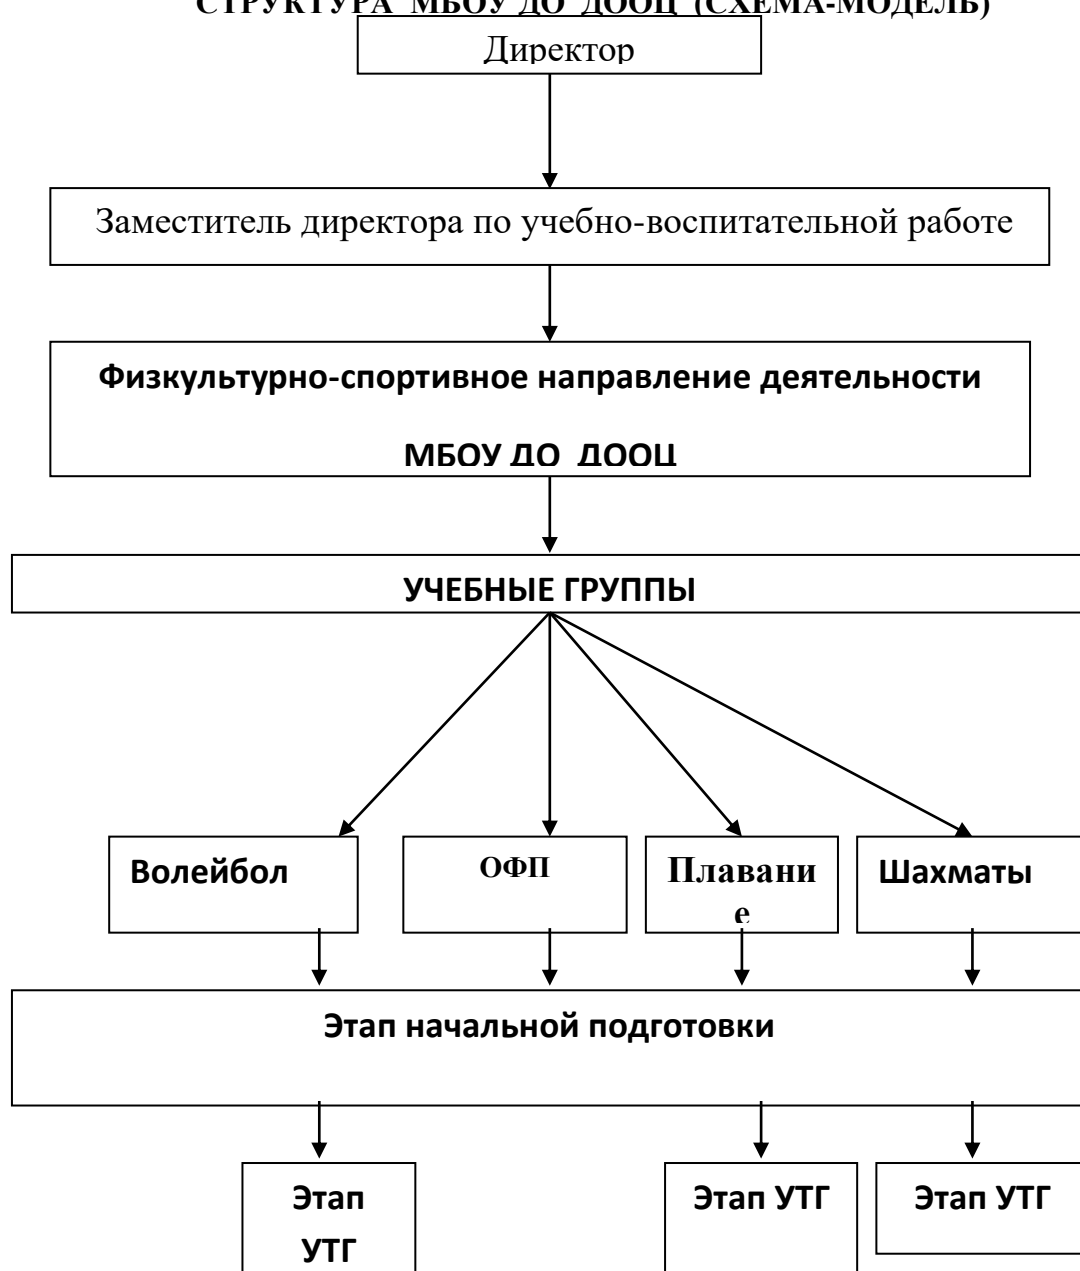 СТРУКТУРА МБОУ ДО ДООЦ (СХЕМА-МОДЕЛЬ)
Директор
Заместитель директора по учебно-воспитательной работе
Физкультурно-спортивное направление деятельности
МБОУ ДО ДООЦ
УЧЕБНЫЕ ГРУППЫ
Волейбол
ОФП
Плавани
е
Шахматы
Этап начальной подготовки
Этап
УТГ
Этап УТГ
Этап УТГ